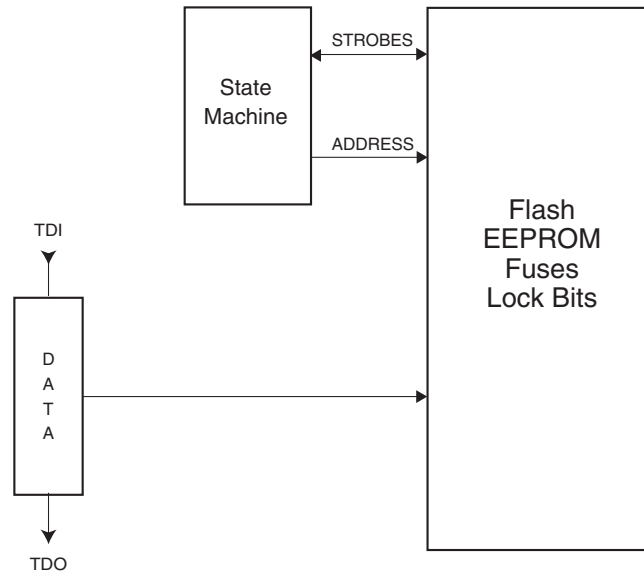 STROBES
State
Machine
ADDRESS
Flash
EEPROM
Fuses
Lock Bits
TDI
D
A
T
A
TDO